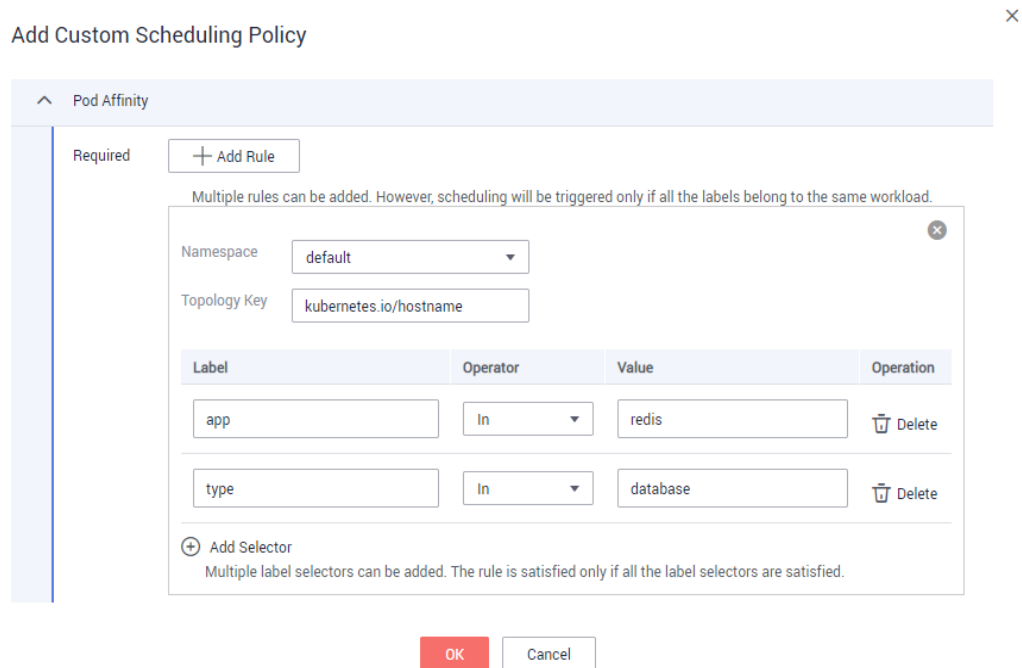 Add Custom Scheduling Policy
Pod Affinity
Required
Add Rule
Multiple rules can be added. However, scheduling will be triggered only if all the labels belong to the same workload.
Namespace
default
Topology Key
kubernetes.io/hostname
Label Operator Value Operation
app In redis Delete
type In database Delete
Add Selector
Multiple label selectors can be added. The rule is satisfied only if all the label selectors are satisfied.
OK Cancel